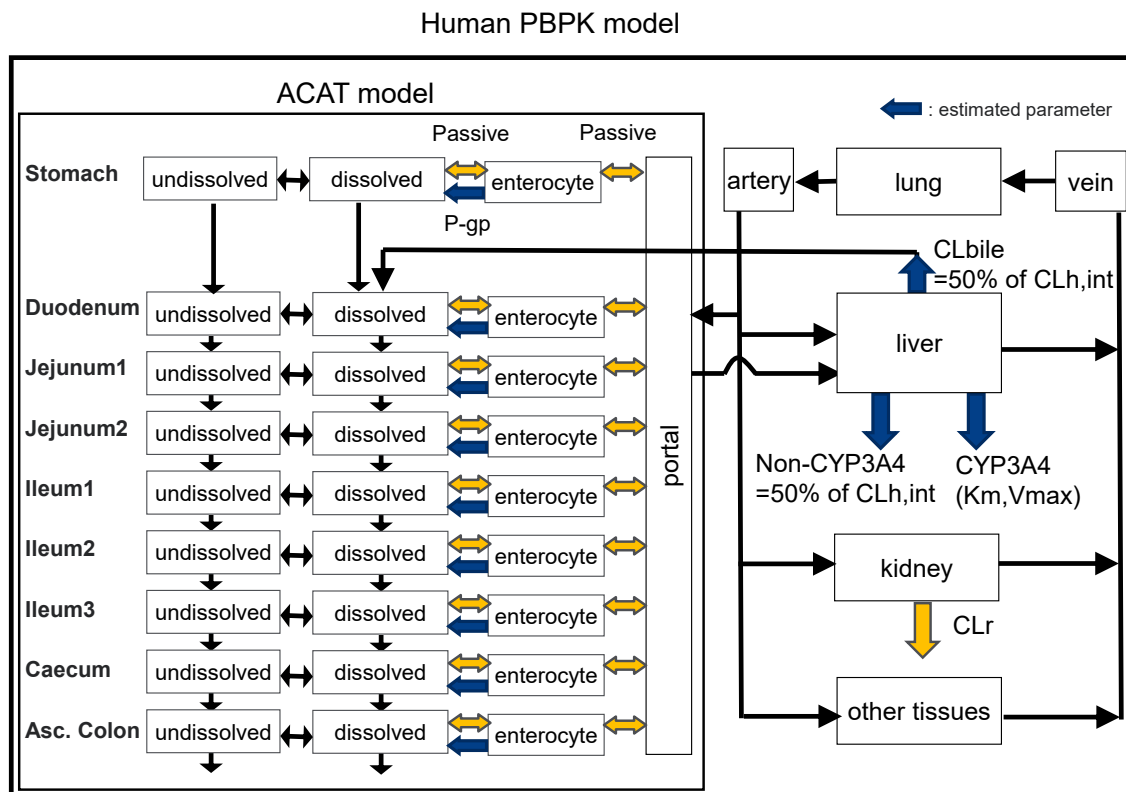 Human PBPK model
ACAT model
: estimated parameter
Passive
Passive
Stomach
undissolved
dissolved
enterocyte
P-gp
artery
lung
vein
CLbile
=50% of CLh,int
Duodenum
undissolved
dissolved
enterocyte
liver
Jejunum1
undissolved
dissolved
enterocyte
Jejunum2
undissolved
dissolved
enterocyte
portal
Non-CYP3A4
=50% of CLh,int
CYP3A4
(Km,Vmax)
Ileum1
undissolved
dissolved
enterocyte
Ileum2
undissolved
dissolved
enterocyte
kidney
CLr
Ileum3
undissolved
dissolved
enterocyte
Caecum
undissolved
dissolved
enterocyte
other tissues
Asc. Colon
undissolved
dissolved
enterocyte